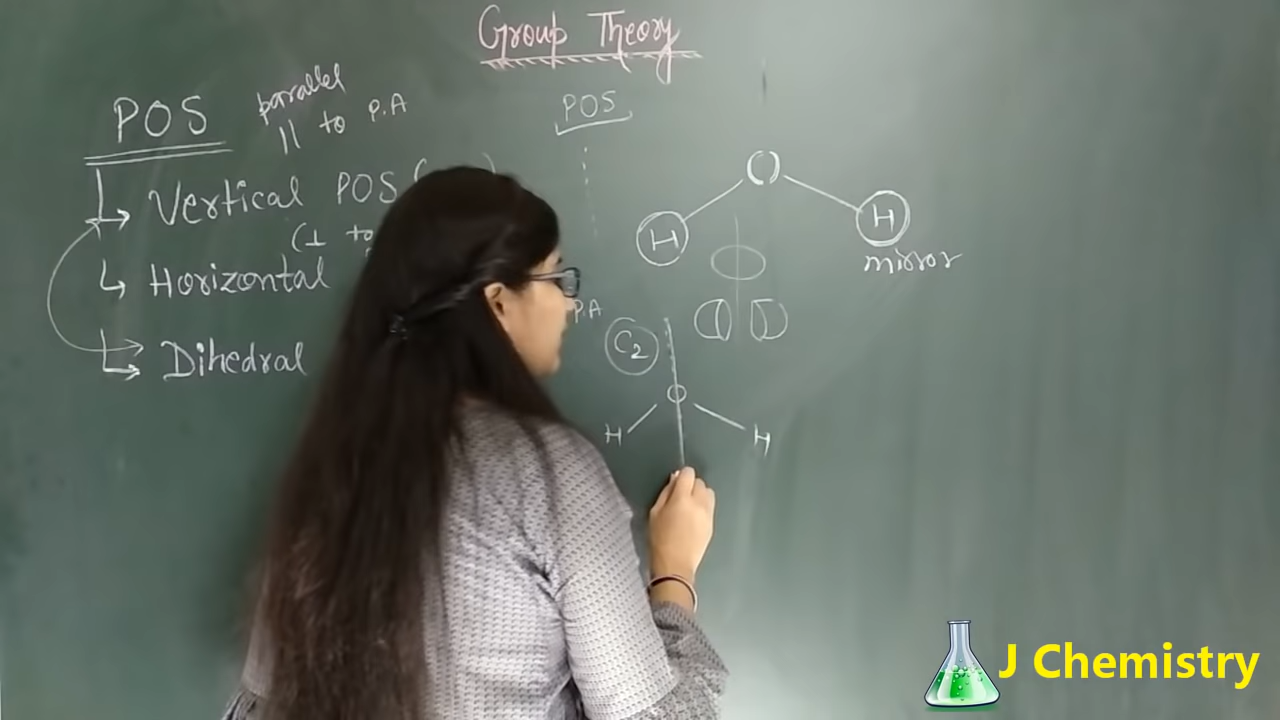 Group Theory
POS
parallel
|| to P.A
Vertical POS (
(⊥ to
Horizontal
Dihedral
POS
O
H
H
mirror
P.A
C₂
O
H
H
J Chemistry